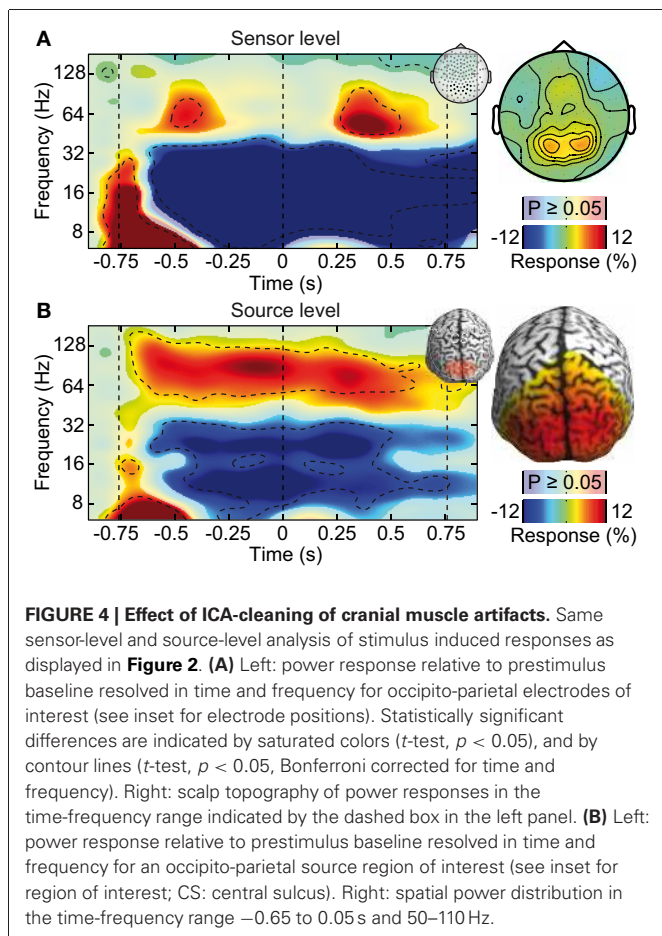 A
Sensor level
Frequency (Hz)
128
64
32
16
8
-0.75 -0.5 -0.25 0 0.25 0.5 0.75
Time (s)
P ≥ 0.05
-12 12
Response (%)
B
Source level
Frequency (Hz)
128
64
32
16
8
-0.75 -0.5 -0.25 0 0.25 0.5 0.75
Time (s)
P ≥ 0.05
-12 12
Response (%)
FIGURE 4 | Effect of ICA-cleaning of cranial muscle artifacts. Same
sensor-level and source-level analysis of stimulus induced responses as
displayed in Figure 2. (A) Left: power response relative to prestimulus
baseline resolved in time and frequency for occipito-parietal electrodes of
interest (see inset for electrode positions). Statistically significant
differences are indicated by saturated colors (t-test, p < 0.05), and by
contour lines (t-test, p < 0.05, Bonferroni corrected for time and
frequency). Right: scalp topography of power responses in the
time-frequency range indicated by the dashed box in the left panel. (B) Left:
power response relative to prestimulus baseline resolved in time and
frequency for an occipito-parietal source region of interest (see inset for
region of interest; CS: central sulcus). Right: spatial power distribution in
the time-frequency range −0.65 to 0.05 s and 50–110 Hz.